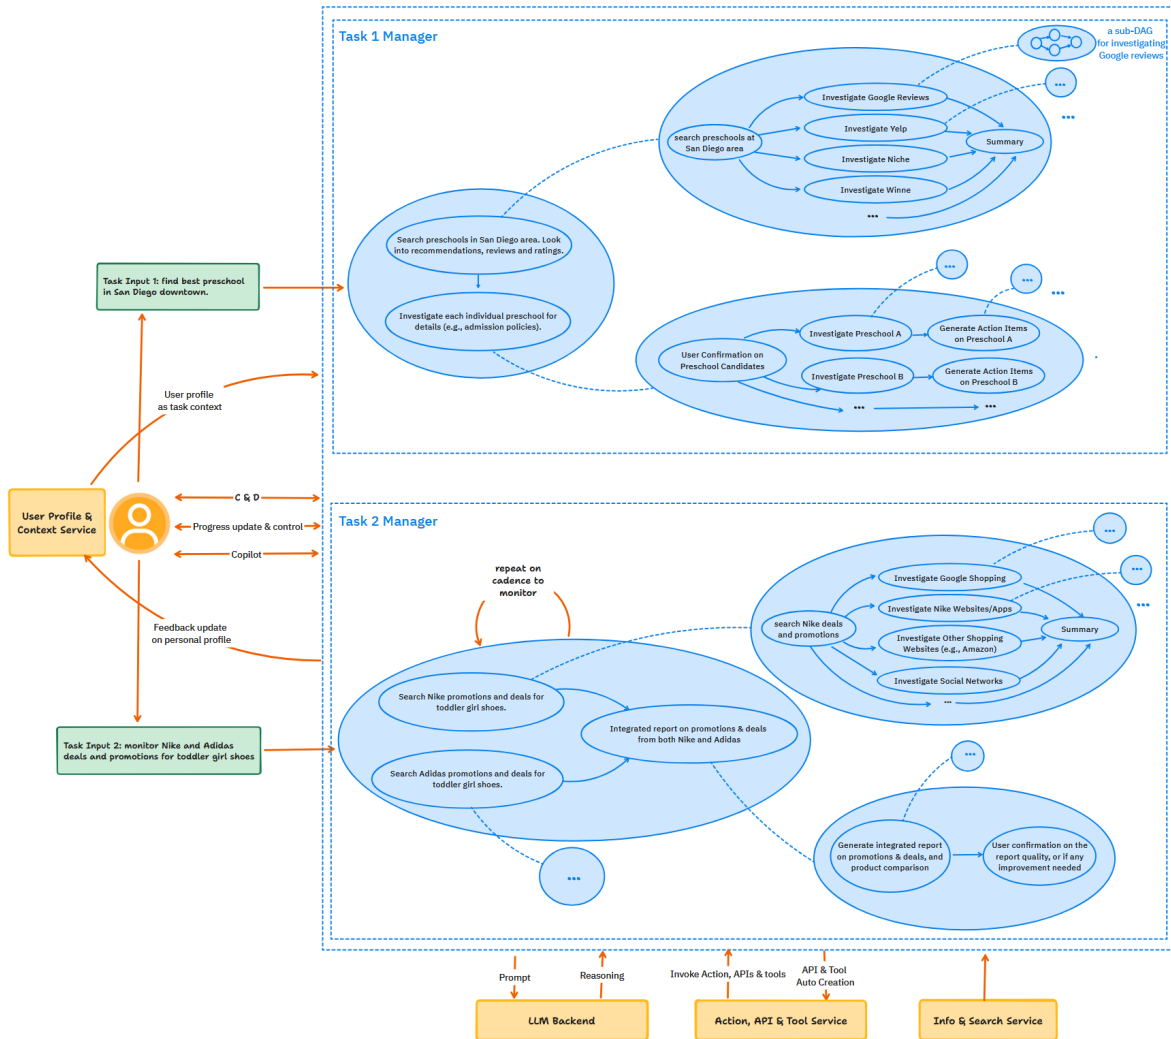 Task 1 Manager
a sub-DAG
for investigating
Google reviews
Investigate Google Reviews
...
Investigate Yelp
...
search preschools at
San Diego area
Summary
Investigate Niche
Investigate Winne
...
Search preschools in San Diego area. Look
into recommendations, reviews and ratings.
Task Input 1: find best preschool
in San Diego downtown.
Investigate each individual preschool for
details (e.g., admission policies).
...
...
...
Investigate Preschool A
Generate Action Items
on Preschool A
User Confirmation on
Preschool Candidates
Investigate Preschool B
Generate Action Items
on Preschool B
...
...
User profile
as task context
C & D
User Profile &
Context Service
Progress update & control
Copilot
Feedback update
on personal profile
Task 2 Manager
repeat on
cadence to
monitor
...
...
...
Investigate Google Shopping
Investigate Nike Websites/Apps
search Nike deals
and promotions
Investigate Other Shopping
Websites (e.g., Amazon)
Summary
Investigate Social Networks
...
Search Nike promotions and deals for
toddler girl shoes.
Integrated report on promotions & deals
from both Nike and Adidas
Task Input 2: monitor Nike and Adidas
deals and promotions for toddler girl shoes
Search Adidas promotions and deals for
toddler girl shoes.
...
...
Generate integrated report
on promotions & deals, and
product comparison
User confirmation on the
report quality, or if any
improvement needed
Prompt
Reasoning
Invoke Action, APIs & tools
API & Tool
Auto Creation
LLM Backend
Action, API & Tool Service
Info & Search Service